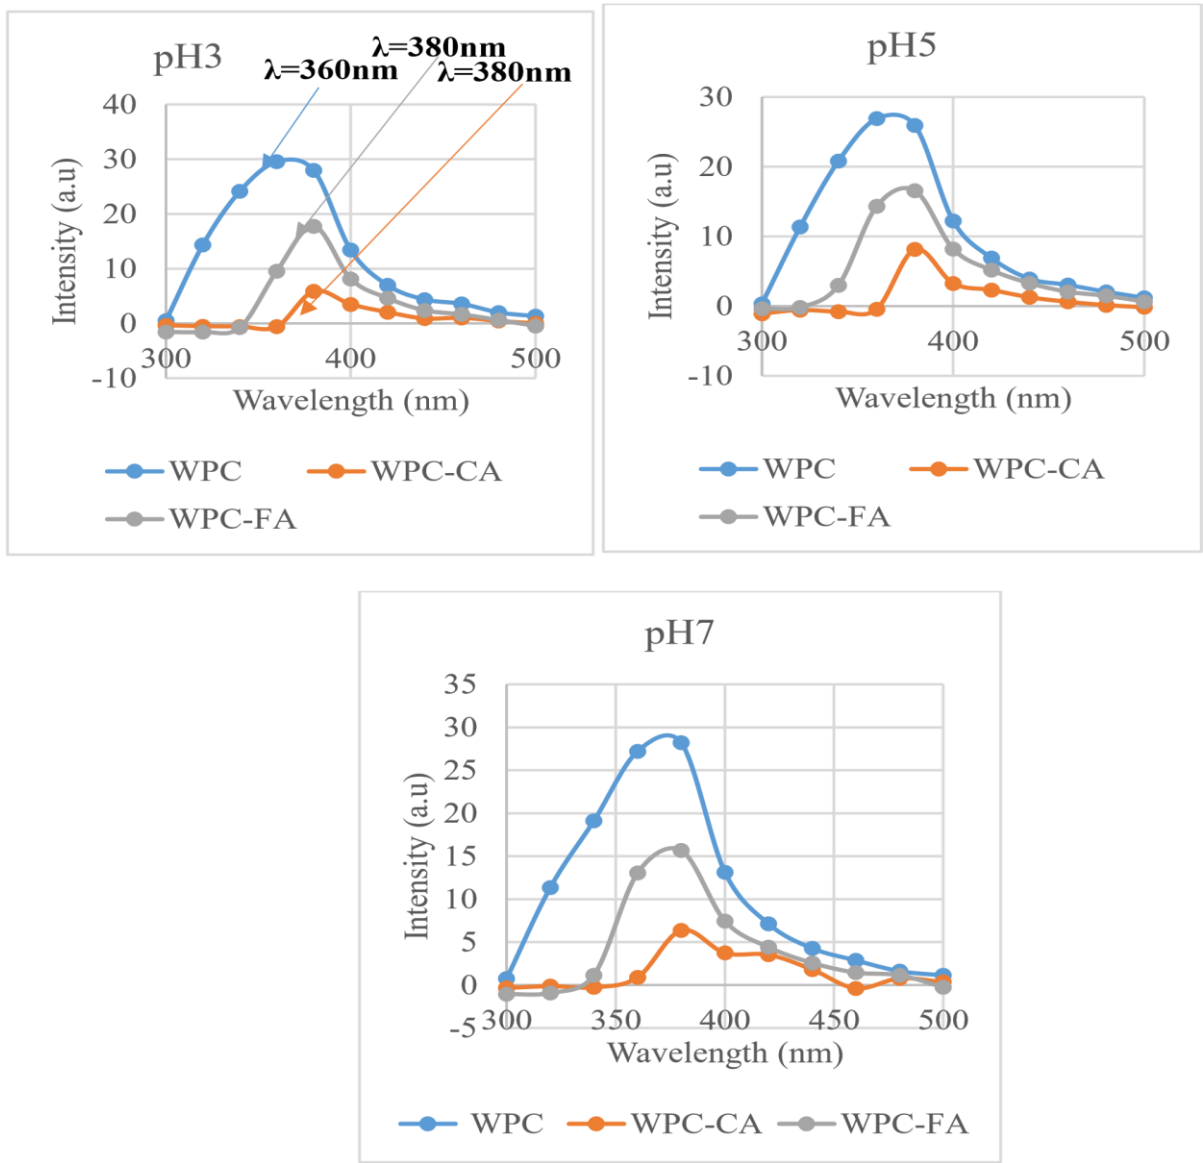 pH3
λ=380nm
λ=360nm
λ=380nm
40
30
20
10
0
-10
300
400
500
Intensity (a.u)
Wavelength (nm)
WPC
WPC-CA
WPC-FA
pH5
30
20
10
0
-10
300
400
500
Intensity (a.u)
Wavelength (nm)
WPC
WPC-CA
WPC-FA
pH7
35
30
25
20
15
10
5
0
-5
300
350
400
450
500
Intensity (a.u)
Wavelength (nm)
WPC
WPC-CA
WPC-FA